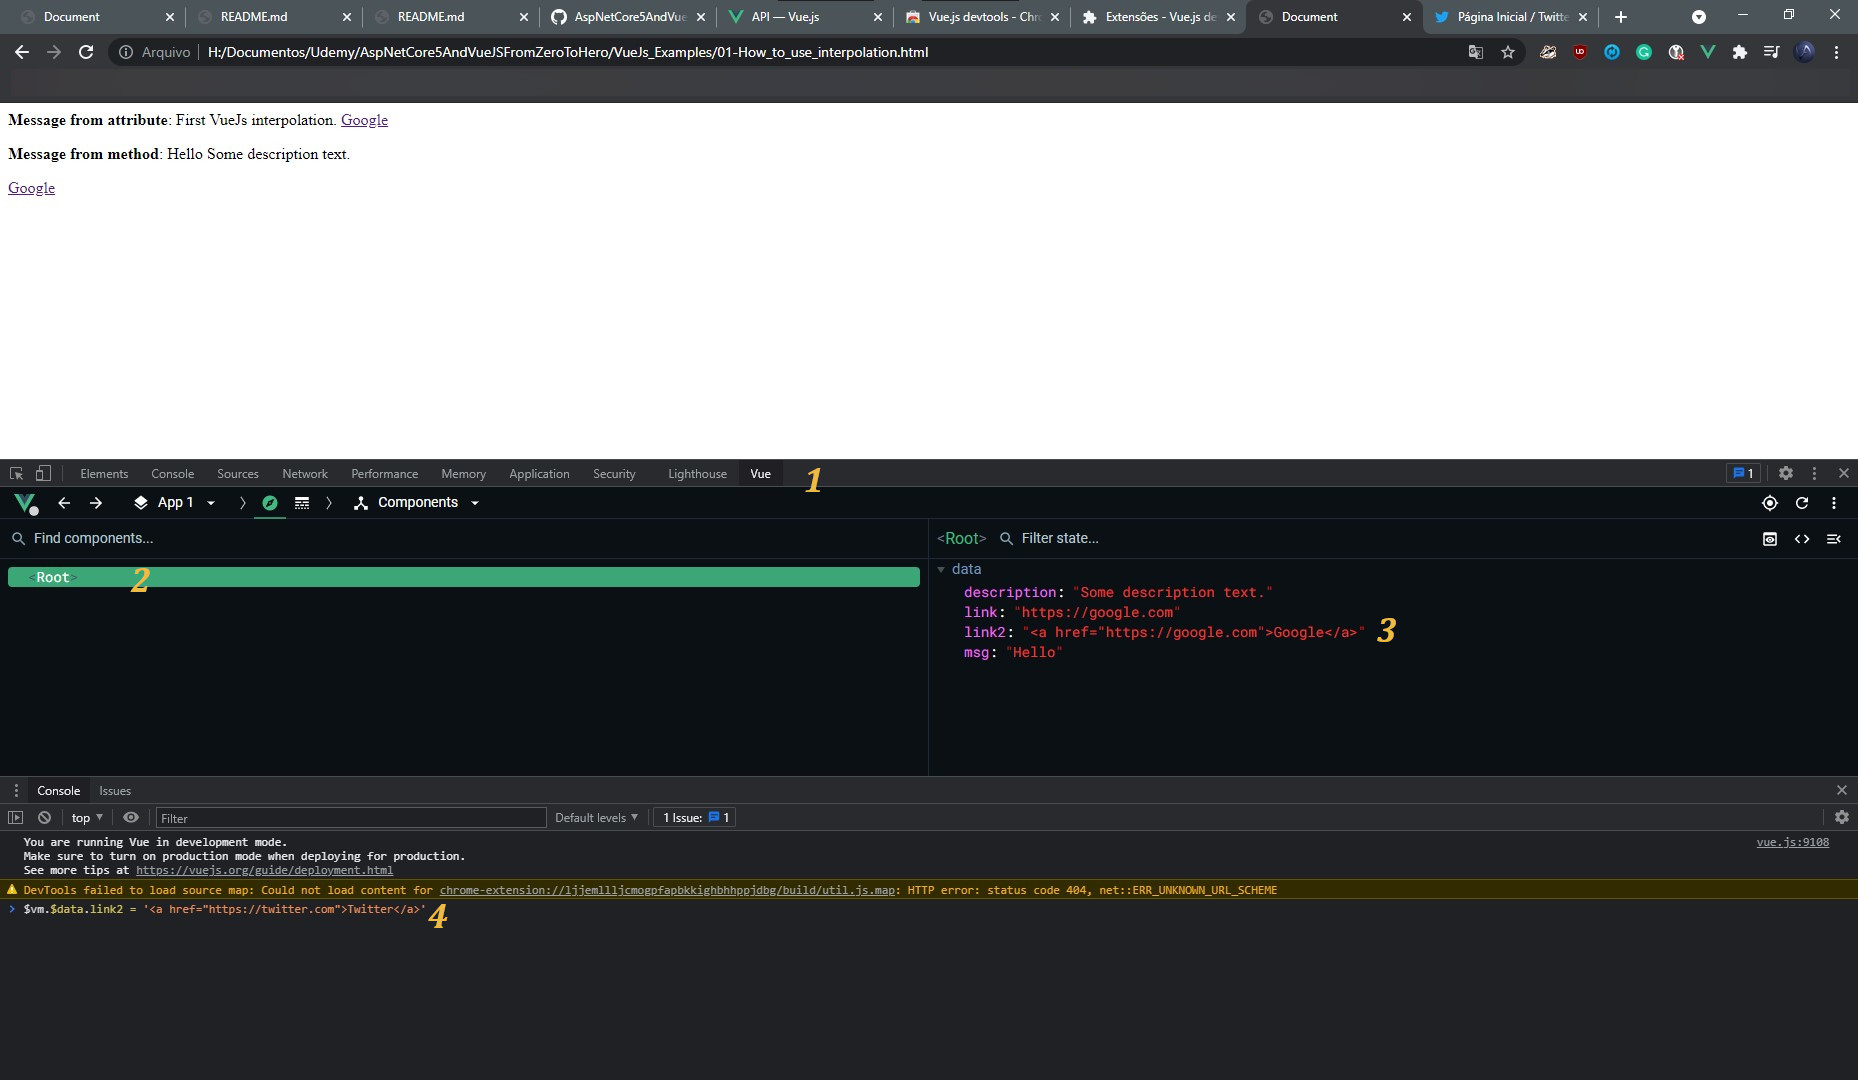 Document
README.md
README.md
AspNetCore5AndVue
API — Vue.js
Vue.js devtools - Chr
Extensões - Vue.js de
Document
Página Inicial / Twitte
Arquivo | H:/Documentos/Udemy/AspNetCore5AndVueJSFromZeroToHero/VueJs_Examples/01-How_to_use_interpolation.html
Message from attribute: First VueJs interpolation. Google
Message from method: Hello Some description text.
Google
Elements Console Sources Network Performance Memory Application Security Lighthouse Vue 1 1
App 1 Components
Find components...
<Root> Filter state...
<Root> 2
data
description: "Some description text."
link: "https://google.com"
link2: "<a href="https://google.com">Google</a>" 3
msg: "Hello"
Console Issues
top Filter Default levels 1 Issue: 1
You are running Vue in development mode. vue.js:9108
Make sure to turn on production mode when deploying for production.
See more tips at https://vuejs.org/guide/deployment.html
DevTools failed to load source map: Could not load content for chrome-extension://ljjemllljcmogpfapbkkighbhhppjdbg/build/util.js.map: HTTP error: status code 404, net::ERR_UNKNOWN_URL_SCHEME
> $vm.$data.link2 = '<a href="https://twitter.com">Twitter</a>' 4